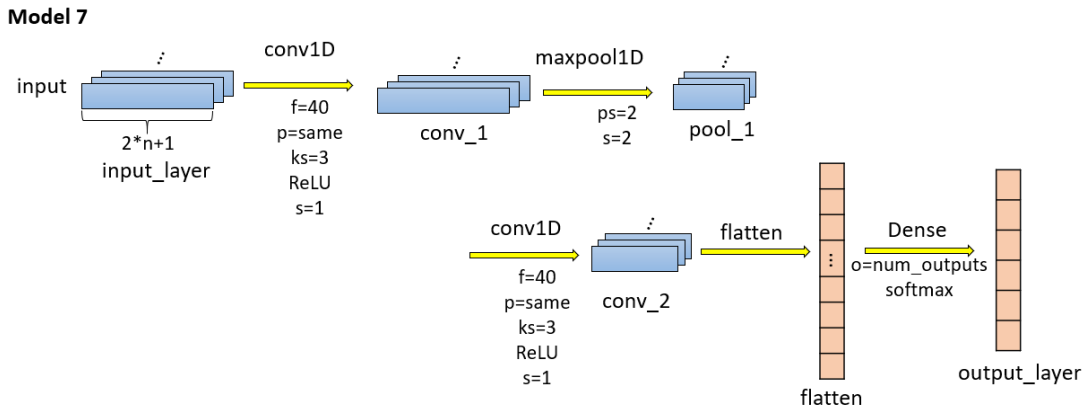 Model 7
input
2*n+1
input_layer
conv1D
f=40
p=same
ks=3
ReLU
s=1
conv_1
maxpool1D
ps=2
s=2
pool_1
conv1D
f=40
p=same
ks=3
ReLU
s=1
conv_2
flatten
flatten
Dense
o=num_outputs
softmax
output_layer